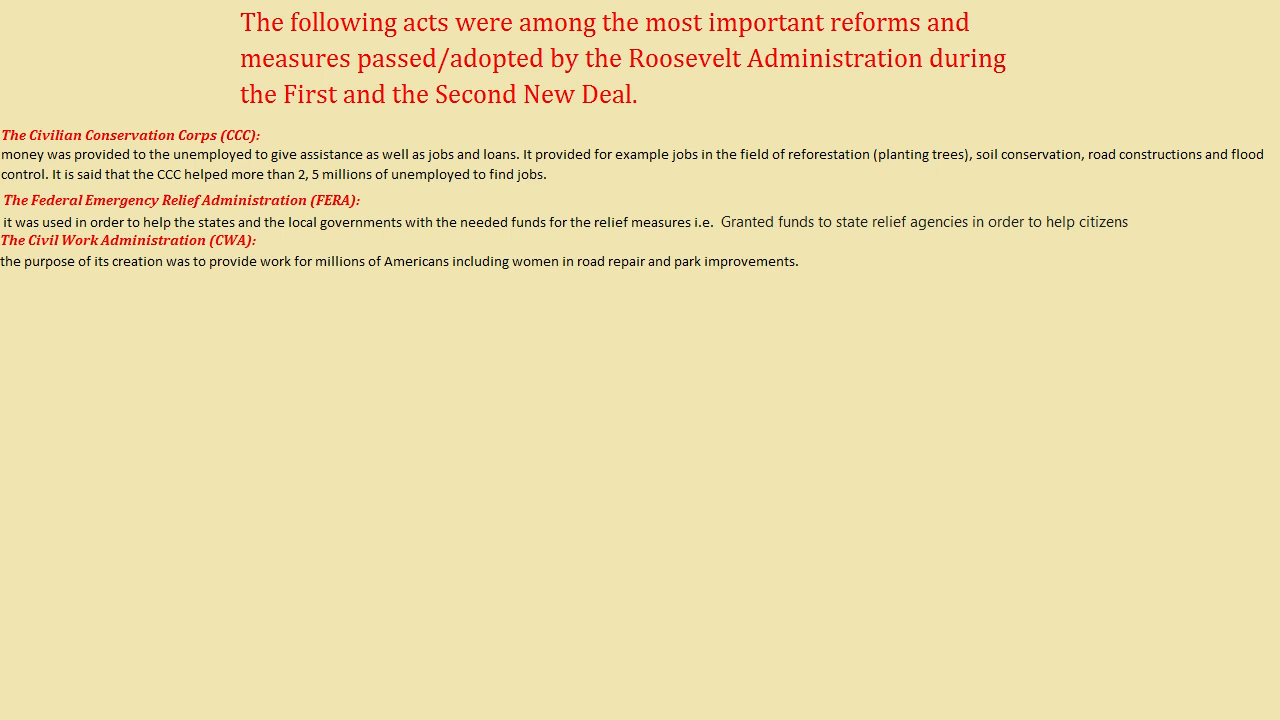 The following acts were among the most important reforms and
measures passed/adopted by the Roosevelt Administration during
the First and the Second New Deal.
The Civilian Conservation Corps (CCC):
money was provided to the unemployed to give assistance as well as jobs and loans. It provided for example jobs in the field of reforestation (planting trees), soil conservation, road constructions and flood
control. It is said that the CCC helped more than 2, 5 millions of unemployed to find jobs.
The Federal Emergency Relief Administration (FERA):
it was used in order to help the states and the local governments with the needed funds for the relief measures i.e. Granted funds to state relief agencies in order to help citizens
The Civil Work Administration (CWA):
the purpose of its creation was to provide work for millions of Americans including women in road repair and park improvements.